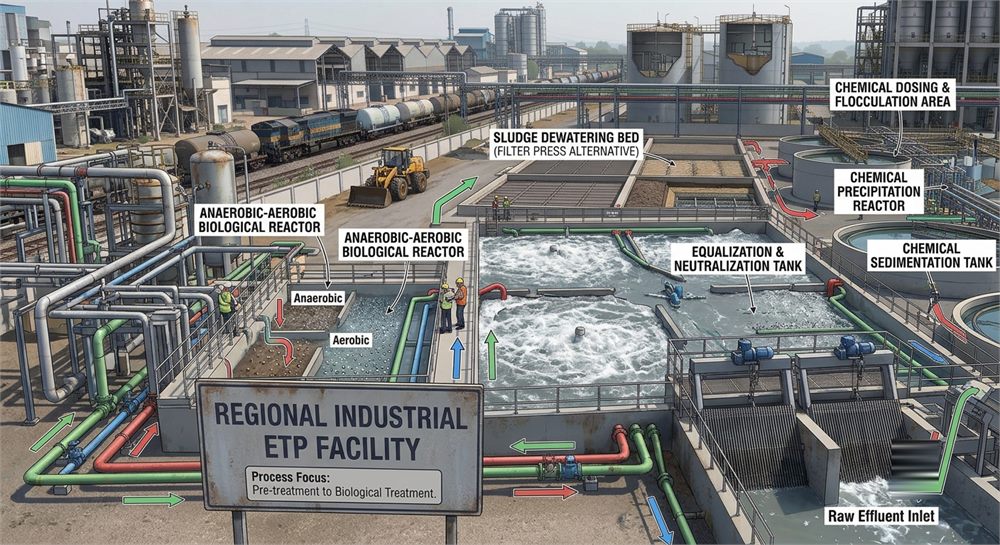 CHEMICAL DOSING &
FLOCCULATION AREA
SLUDGE DEWATERING BED
(FILTER PRESS ALTERNATIVE)
CHEMICAL
PRECIPITATION
REACTOR
ANAEROBIC-AEROBIC
BIOLOGICAL REACTOR
ANAEROBIC-AEROBIC
BIOLOGICAL REACTOR
EQUALIZATION &
NEUTRALIZATION TANK
CHEMICAL
SEDIMENTATION TANK
Anaerobic
Aerobic
REGIONAL INDUSTRIAL
ETP FACILITY
Process Focus:
Pre-treatment to Biological Treatment.
Raw Effluent Inlet